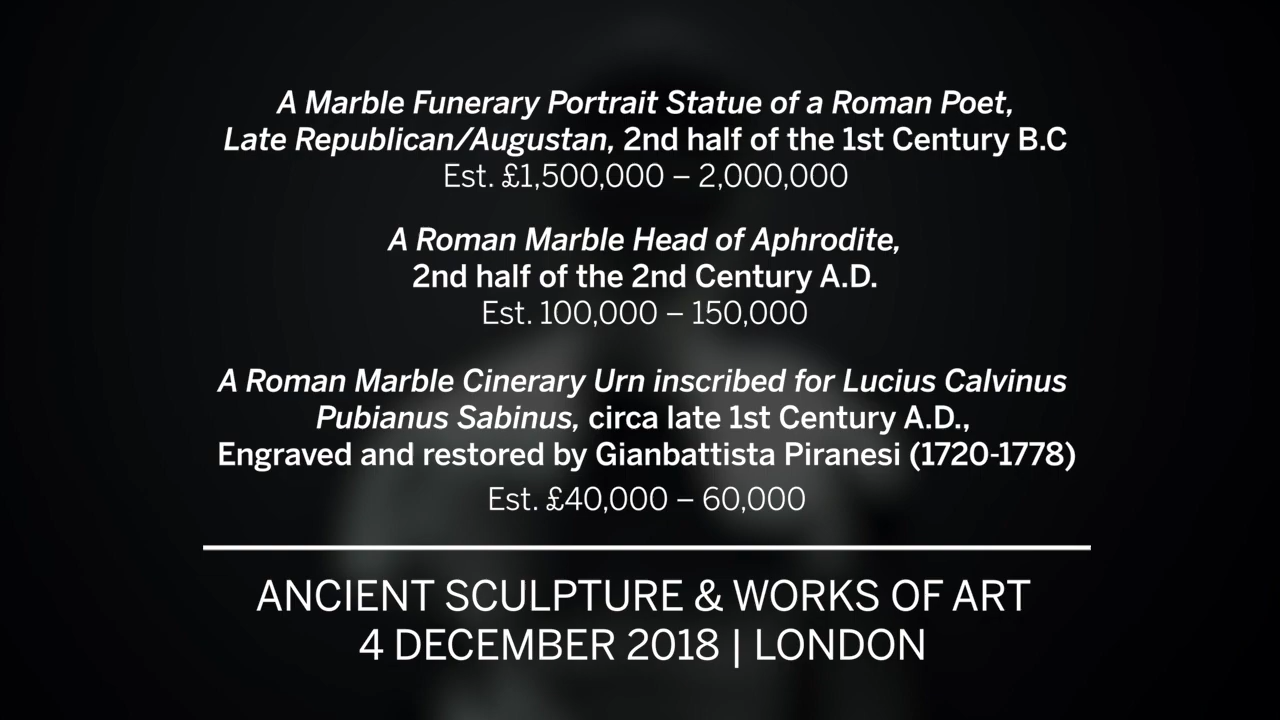 A Marble Funerary Portrait Statue of a Roman Poet,
Late Republican/Augustan, 2nd half of the 1st Century B.C
Est. £1,500,000 – 2,000,000
A Roman Marble Head of Aphrodite,
2nd half of the 2nd Century A.D.
Est. 100,000 – 150,000
A Roman Marble Cinerary Urn inscribed for Lucius Calvinus
Pubianus Sabinus, circa late 1st Century A.D.,
Engraved and restored by Gianbattista Piranesi (1720-1778)
Est. £40,000 – 60,000
ANCIENT SCULPTURE & WORKS OF ART
4 DECEMBER 2018 | LONDON